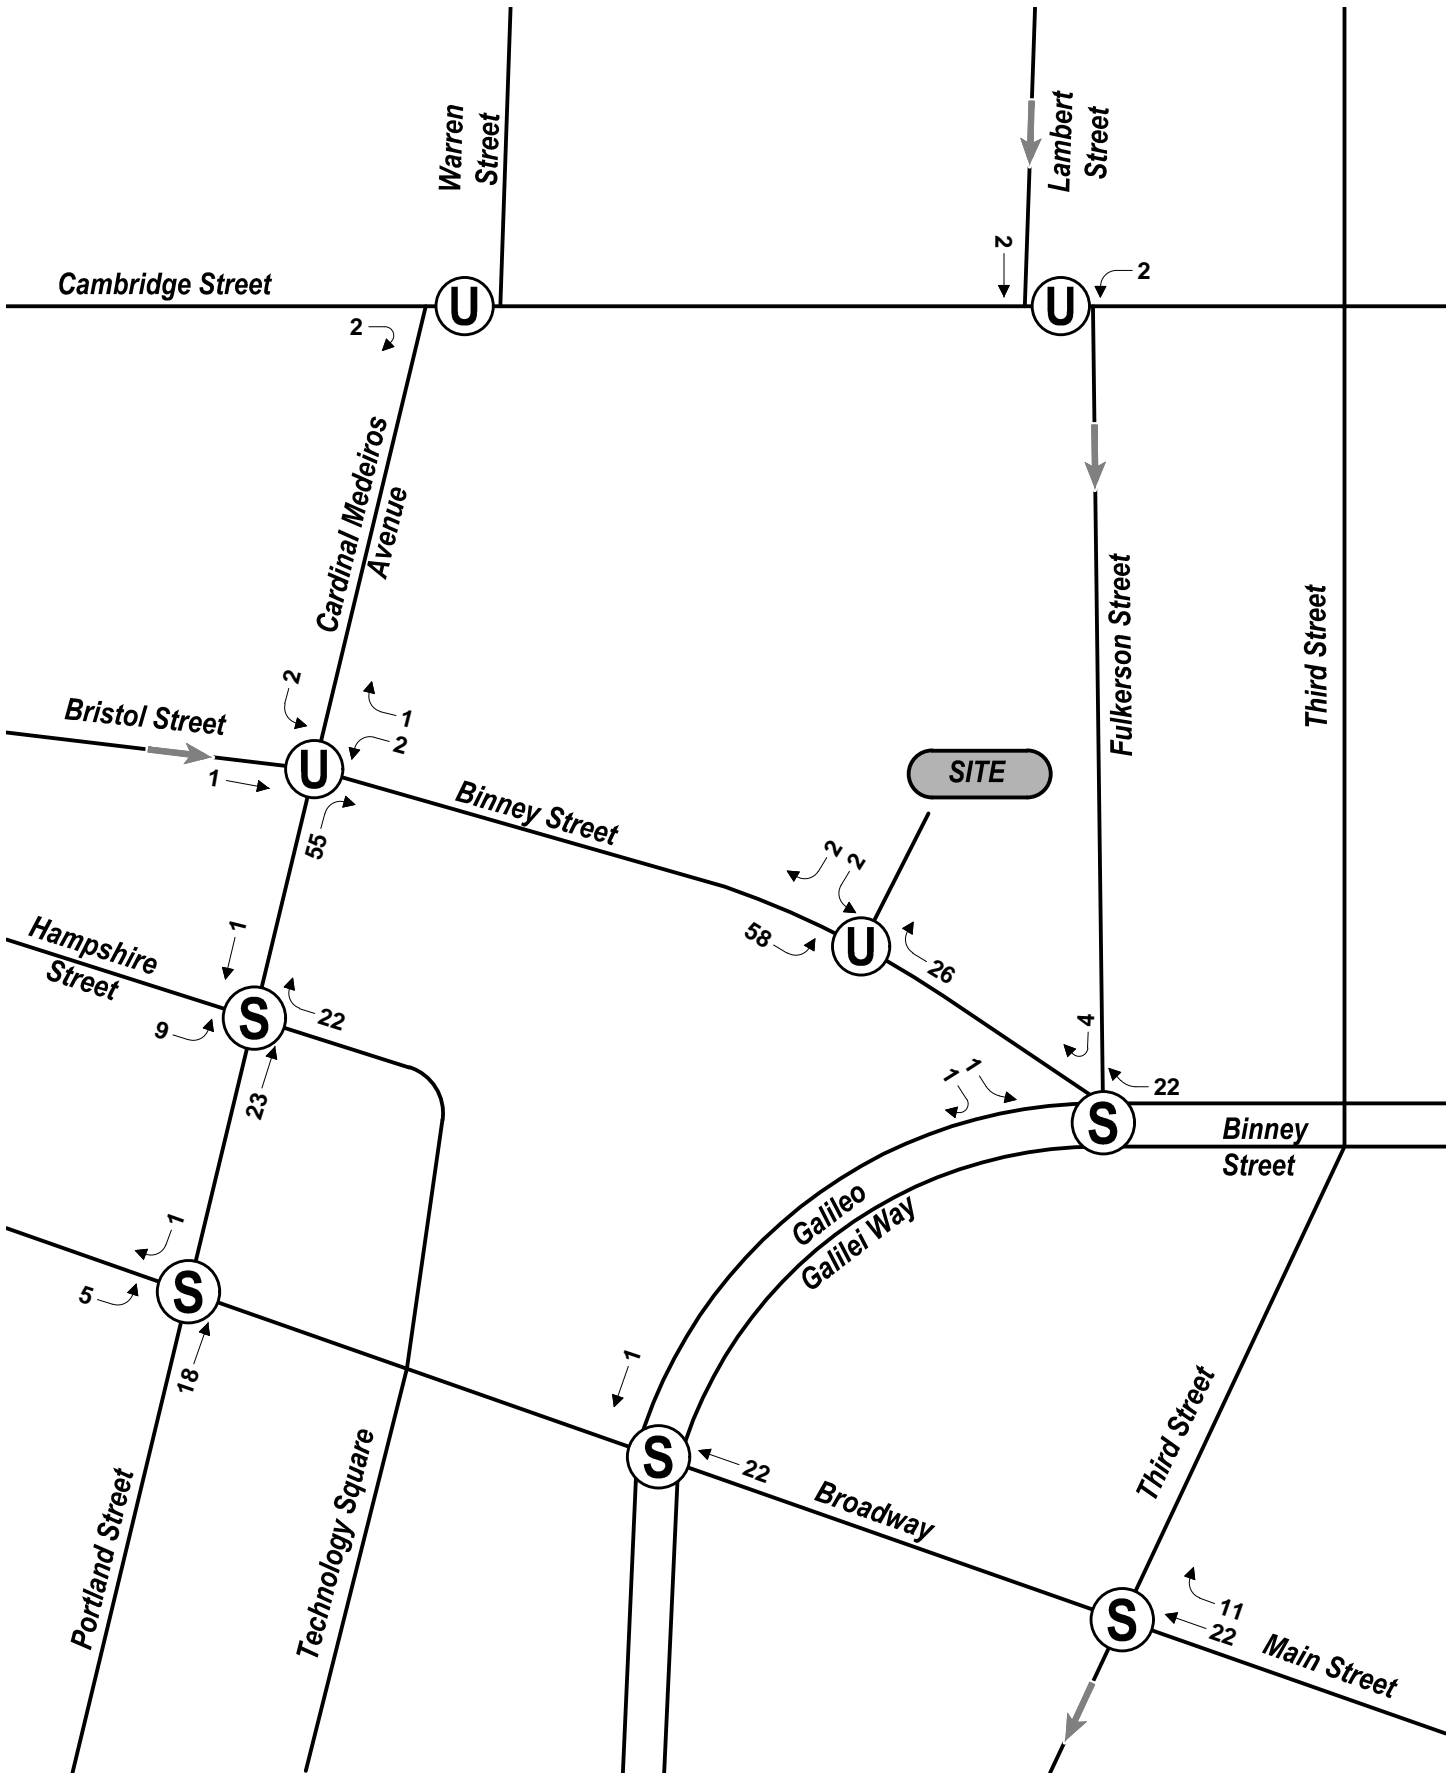 Warren
Street
Lambert
Street
2
2
Cambridge Street
U
U
2
Cardinal Medeiros
Avenue
Fulkerson Street
Third Street
2
1
2
Bristol Street
U
1
55
Binney Street
SITE
2
2
58
U
26
1
Hampshire
Street
S
22
9
23
4
1
1
22
S
Binney
Street
Galileo
Galilei Way
1
5
S
18
1
S
22
Broadway
Third Street
Portland Street
Technology Square
11
22
S
Main Street